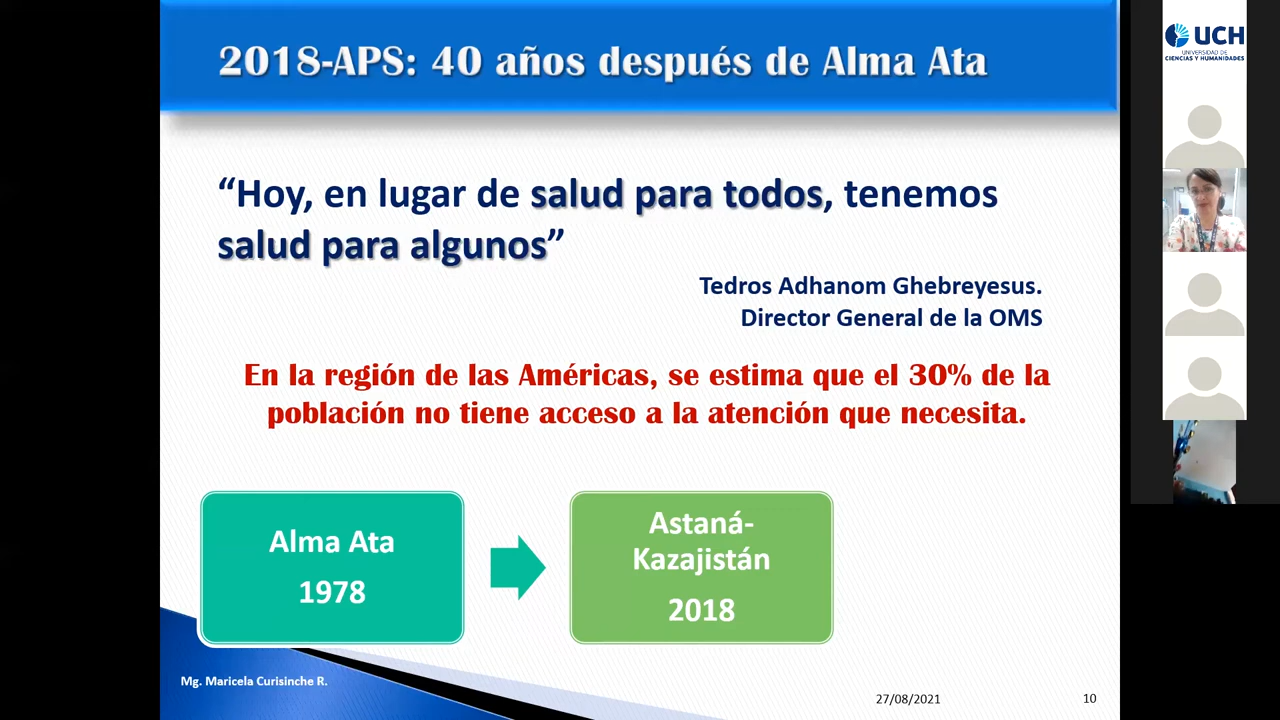 2018-APS: 40 años después de Alma Ata
“Hoy, en lugar de salud para todos, tenemos
salud para algunos”
Tedros Adhanom Ghebreyesus.
Director General de la OMS
En la región de las Américas, se estima que el 30% de la
población no tiene acceso a la atención que necesita.
Alma Ata
1978
Astaná-
Kazajistán
2018
Mg. Maricela Curisinche R.
27/08/2021
10
UCH
UNIVERSIDAD DE
CIENCIAS Y HUMANIDADES